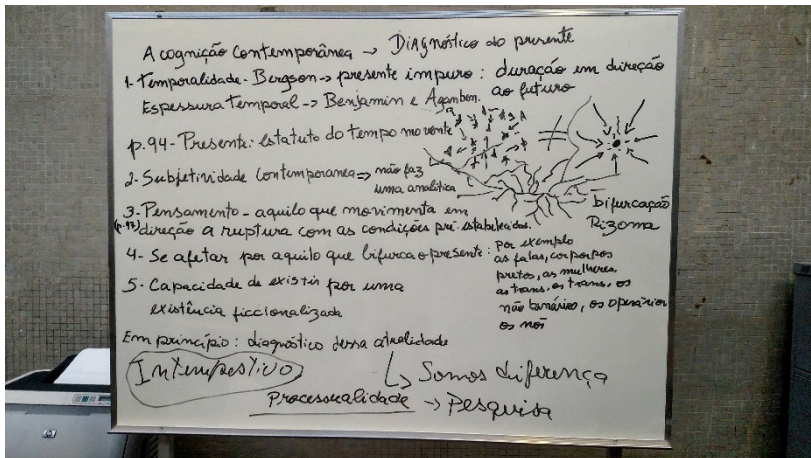 A cognição Contemporânea → Diagnóstico do presente
1- Temporalidade - Bergson → presente impuro : duração em direção
ao futuro
Espessura Temporal → Benjamin e Agamben.
p.94 - Presente: estatuto do tempo movente
2- Subjetividade Contemporanea ⇒ não faz
uma analítica
bifurcação
Rizoma
3- Pensamento - aquilo que movimenta em
direção a ruptura com as condições pré-estabelecidas.
4- Se afetar por aquilo que bifurca o presente :
por exemplo
as falas, corporpos
pretos, as mulheres,
as trans, os trans, os
não binário, os operários
os nós
5- Capacidade de existir por uma
existência ficcionalizada
Em princípio : diagnóstico dessa atualidade
Intempestivo
↳ Somos diferença
Processualidade → Pesquisa
hp